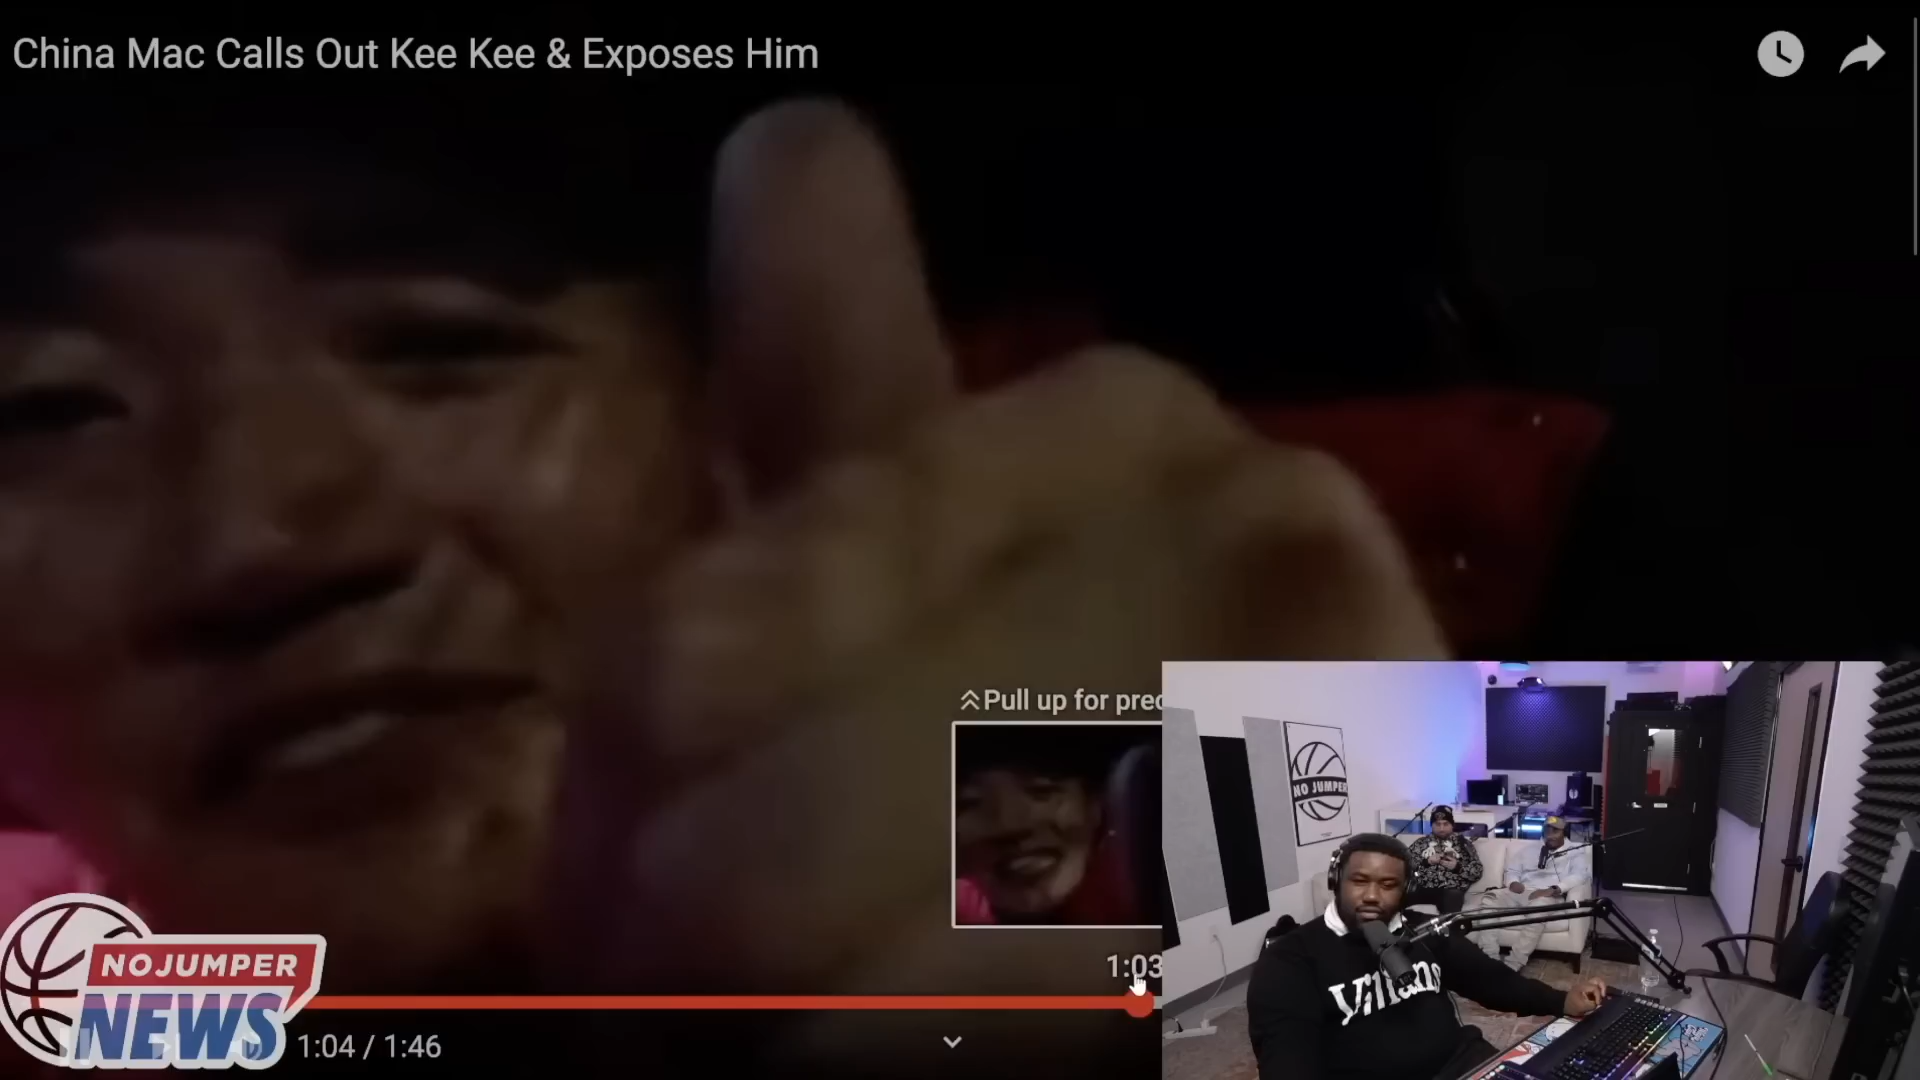 China Mac Calls Out Kee Kee & Exposes Him
Pull up for prec
1:03
1:04 / 1:46
NOJUMPER
NEWS
NO JUMPER
Villains